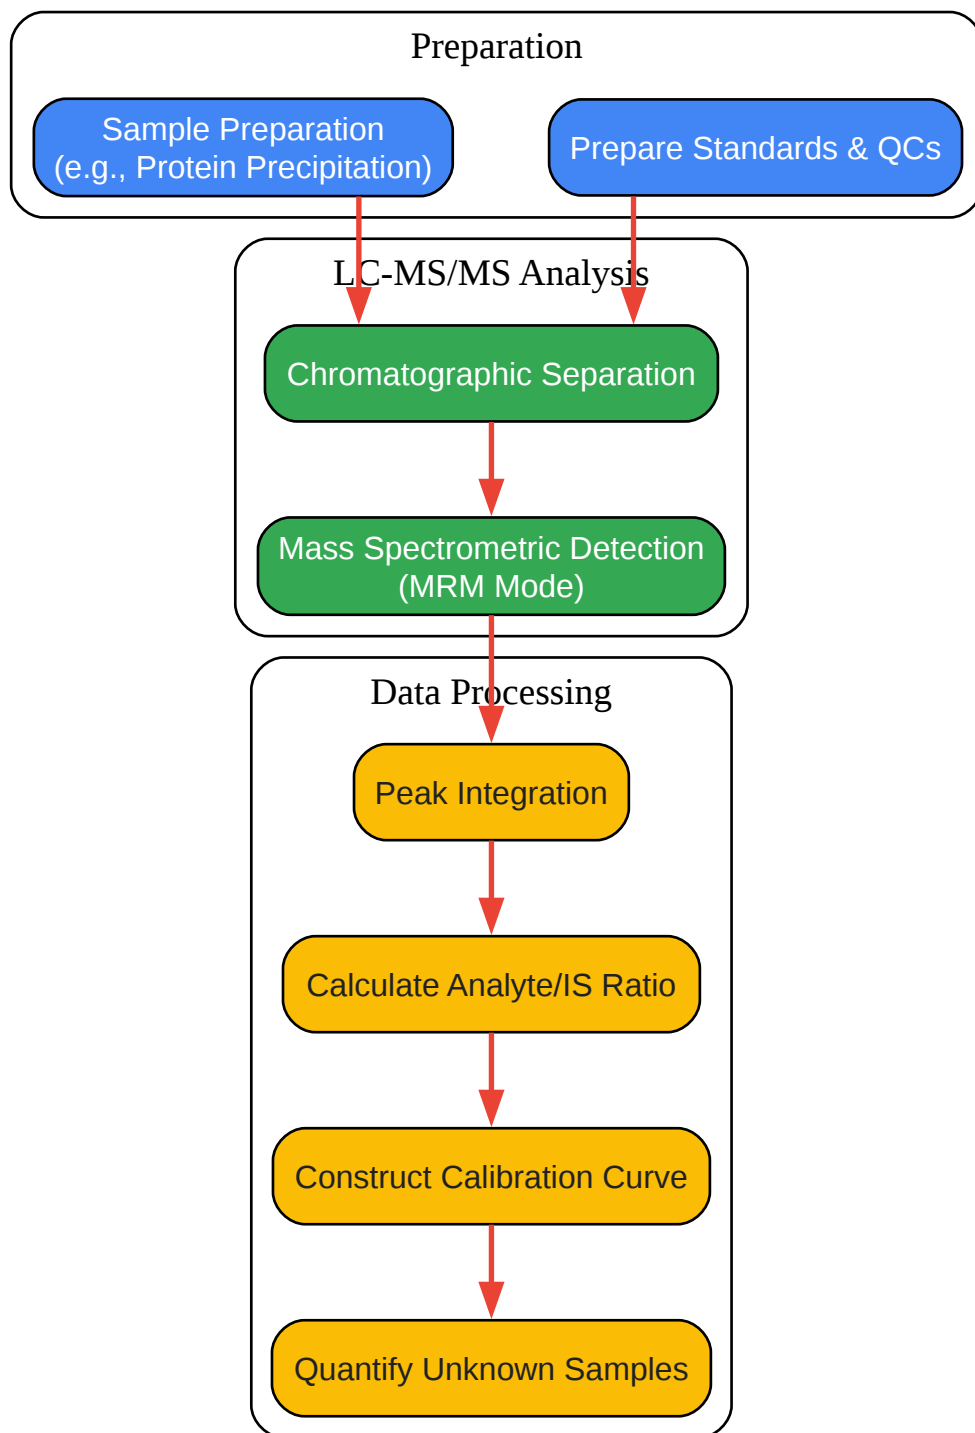 Preparation
Sample Preparation
(e.g., Protein Precipitation)
Prepare Standards & QCs
LC-MS/MS Analysis
Chromatographic Separation
Mass Spectrometric Detection
(MRM Mode)
Data Processing
Peak Integration
Calculate Analyte/IS Ratio
Construct Calibration Curve
Quantify Unknown Samples